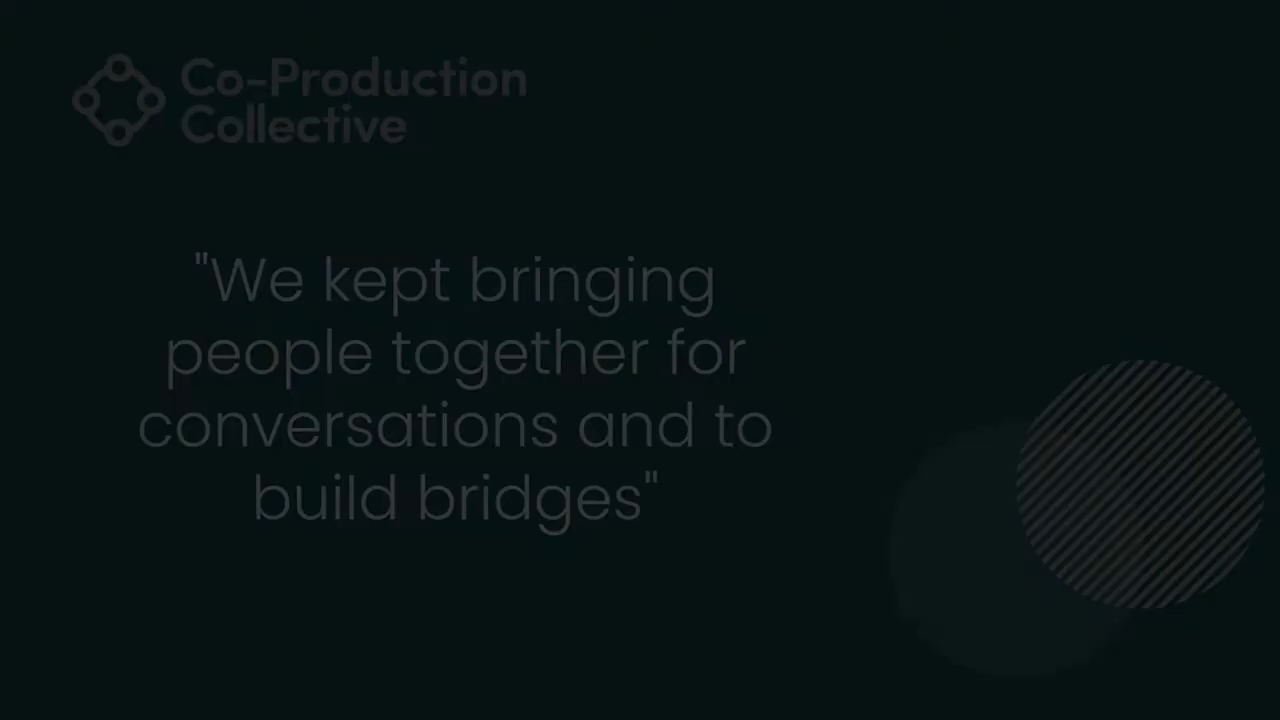 Co-Production
Collective
"We kept bringing
people together for
conversations and to
build bridges"